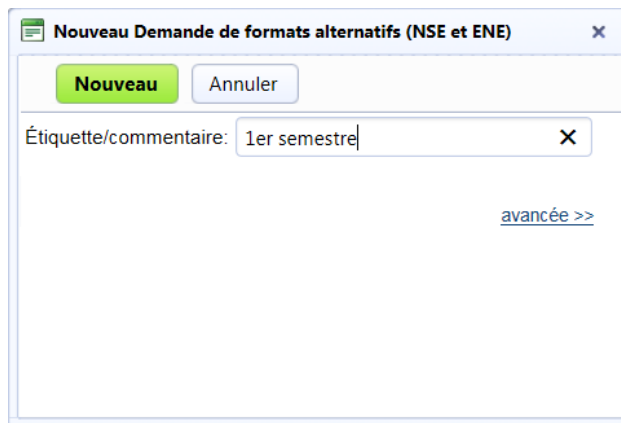 Nouveau Demande de formats alternatifs (NSE et ENE)
Nouveau Annuler
Étiquette/commentaire: 1er semestre
avancée >>